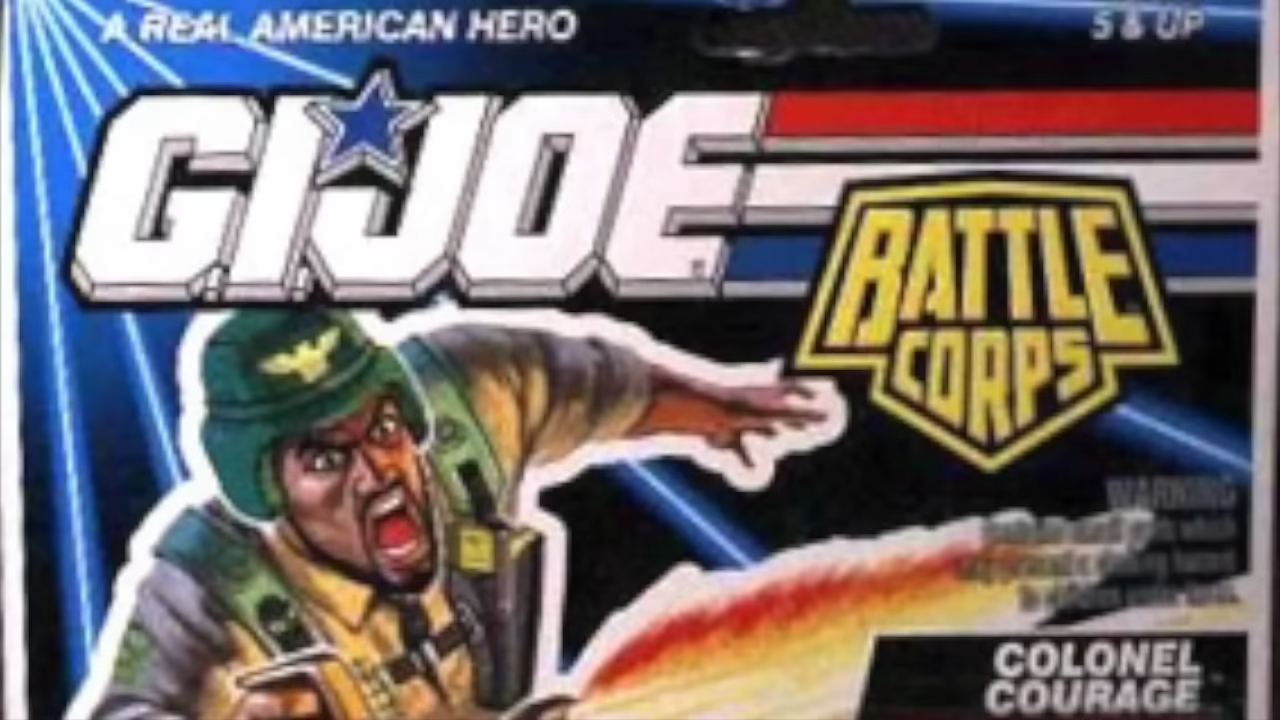 A REAL AMERICAN HERO
5 & UP
G.I. JOE
BATTLE
CORPS
WARNING
COLONEL
COURAGE